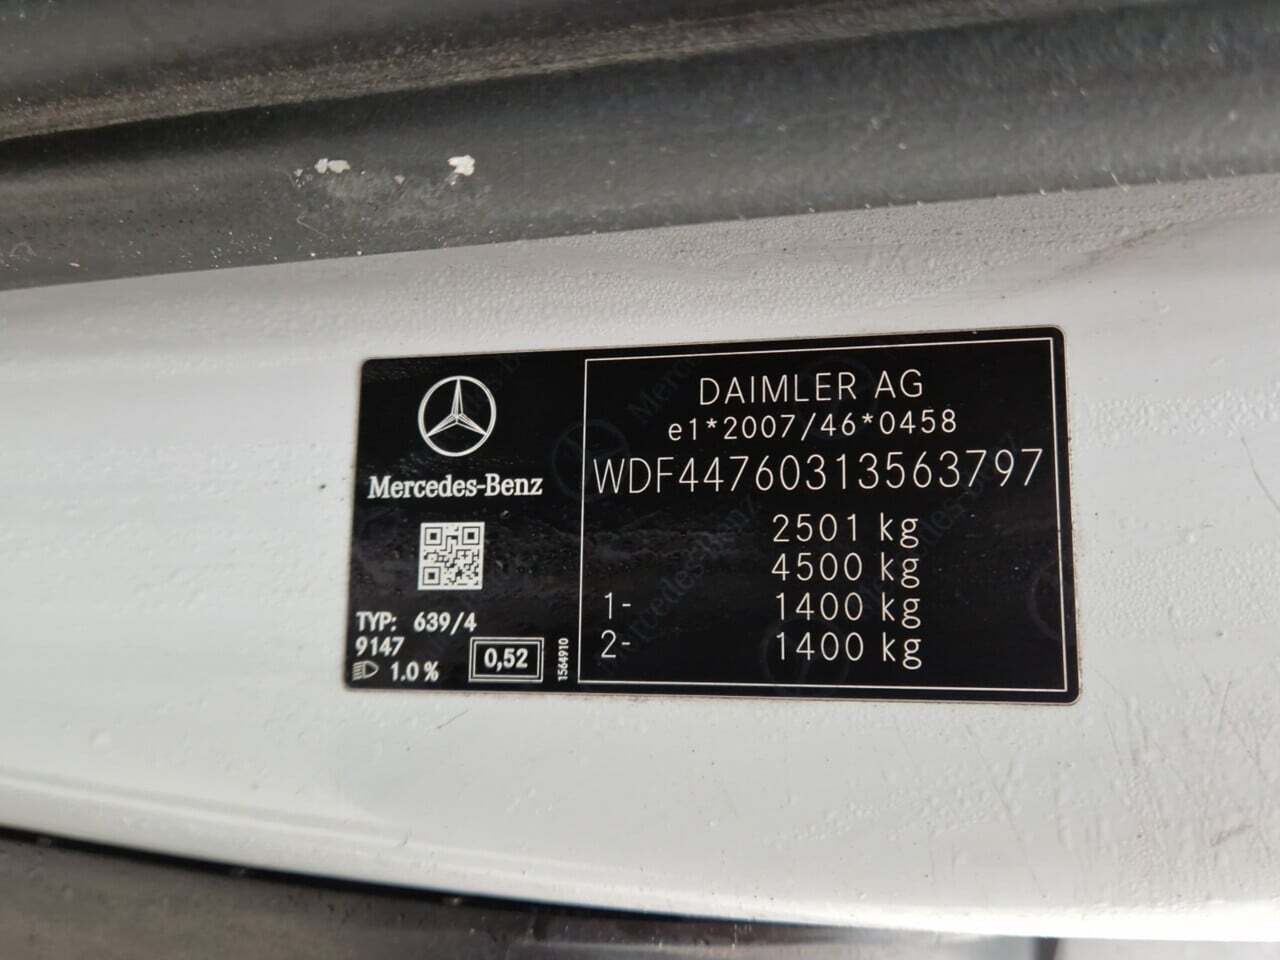 Mercedes-Benz
TYP: 639/4
9147
1.0 %
0,52
1564910
DAIMLER AG
e1*2007/46*0458
WDF44760313563797
2501 kg
4500 kg
1- 1400 kg
2- 1400 kg